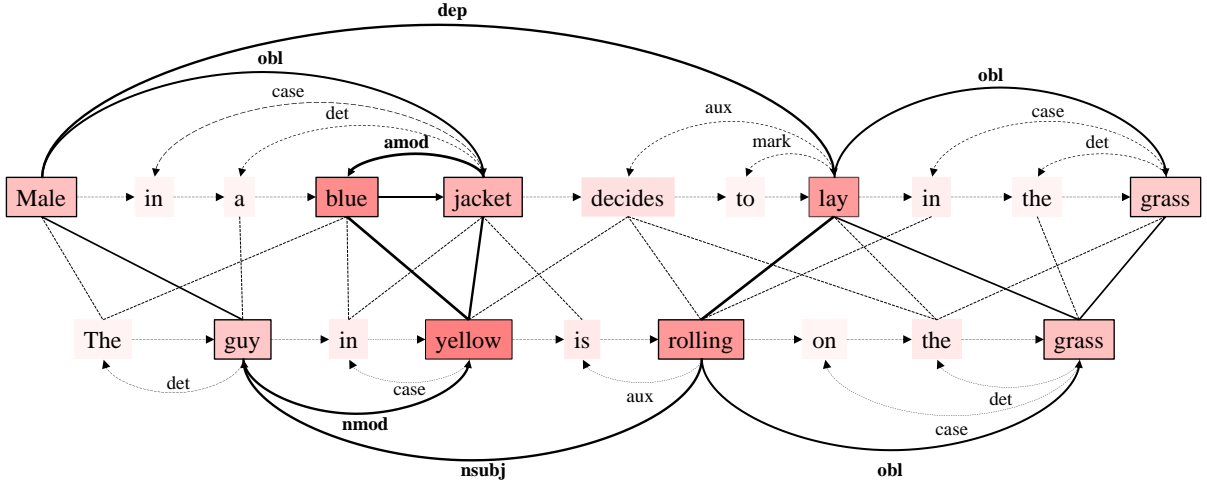 dep
obl
obl
case
det
aux
case
amod
mark
det
Male in a blue jacket decides to lay in the grass
The guy in yellow is rolling on the grass
det
case
aux
det
nmod
case
nsubj
obl